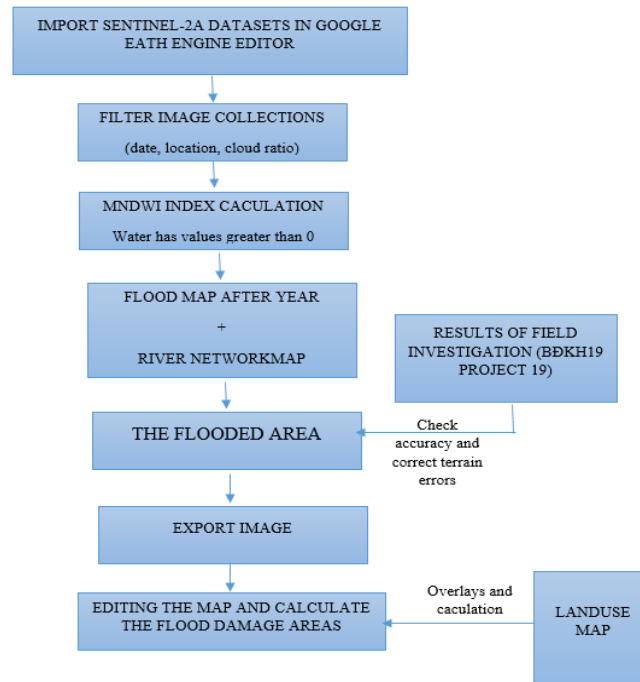 IMPORT SENTINEL-2A DATASETS IN GOOGLE
EATH ENGINE EDITOR
FILTER IMAGE COLLECTIONS
(date, location, cloud ratio)
MNDWI INDEX CACULATION
Water has values greater than 0
FLOOD MAP AFTER YEAR
+
RIVER NETWORKMAP
RESULTS OF FIELD
INVESTIGATION (BĐKH19
PROJECT 19)
THE FLOODED AREA
Check
accuracy and
correct terrain
errors
EXPORT IMAGE
EDITING THE MAP AND CALCULATE
THE FLOOD DAMAGE AREAS
Overlays and
caculation
LANDUSE
MAP